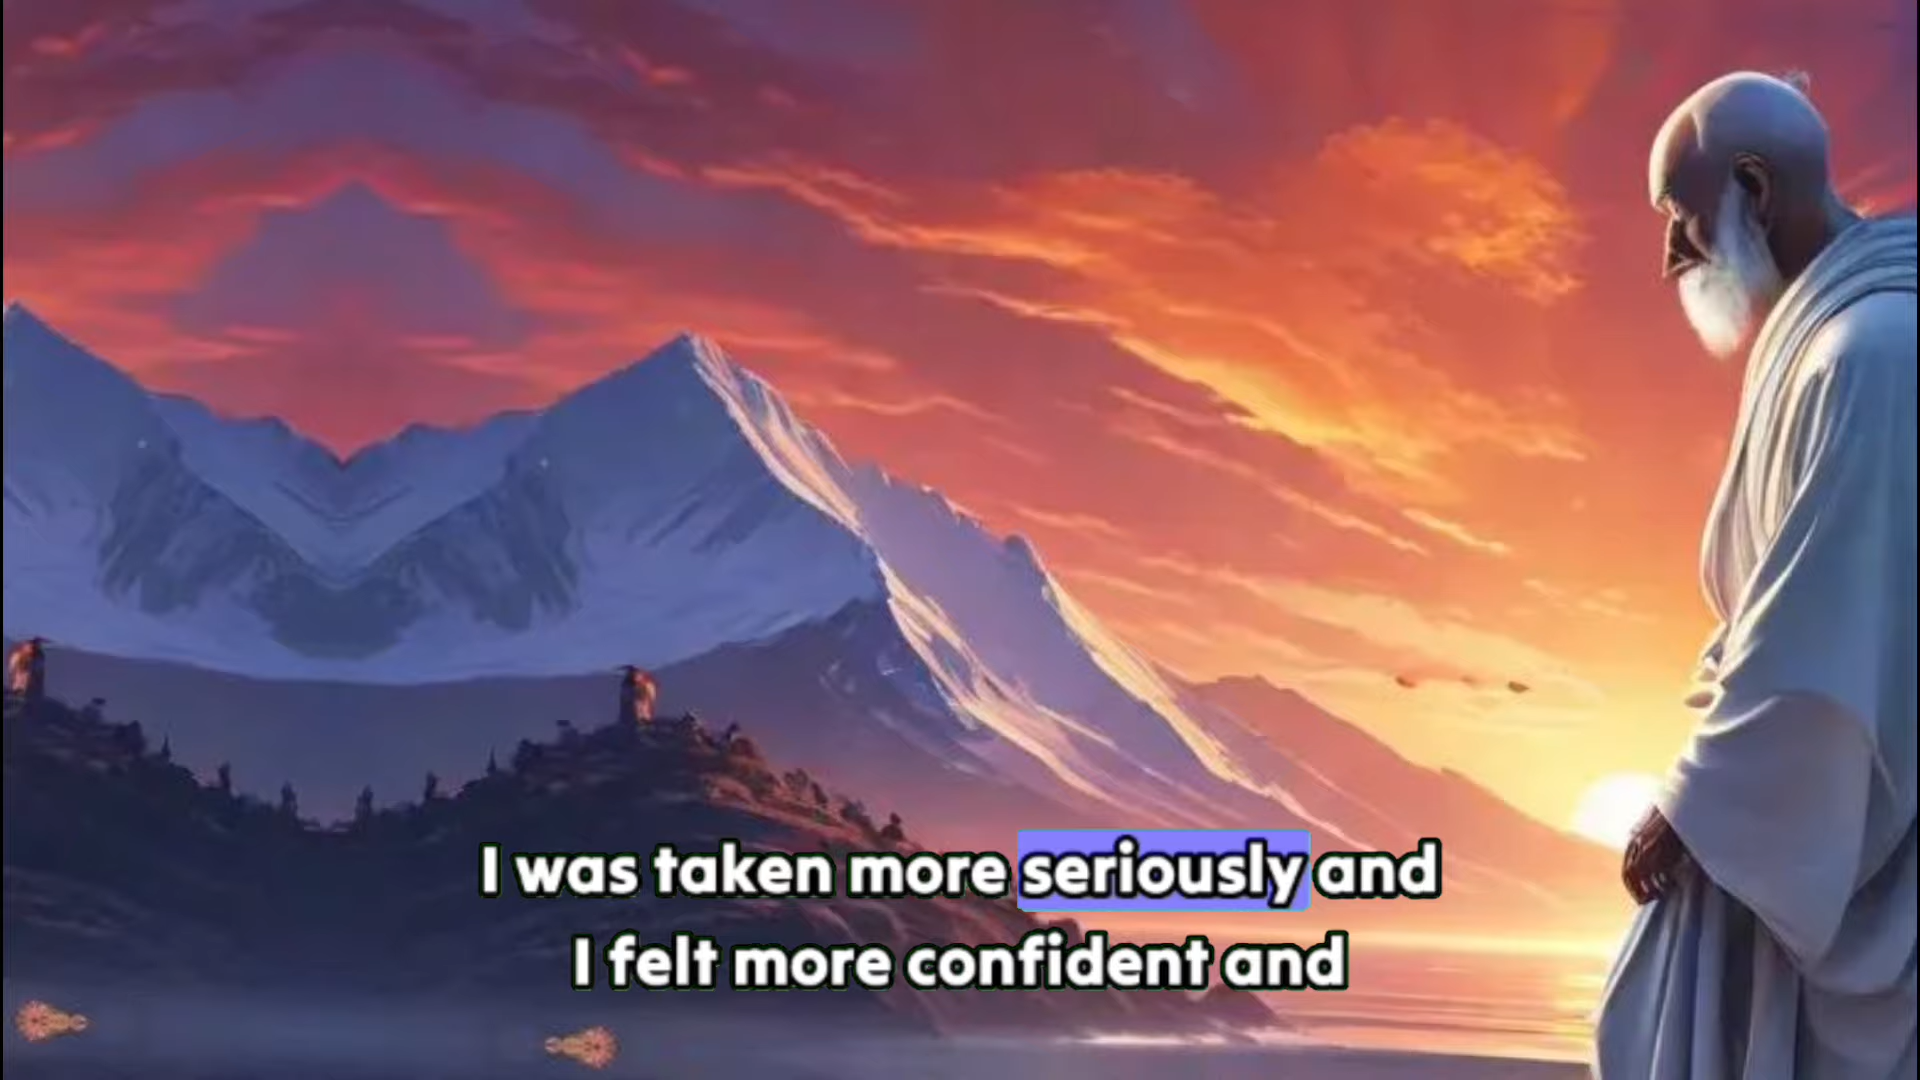 I was taken more seriously and
I felt more confident and